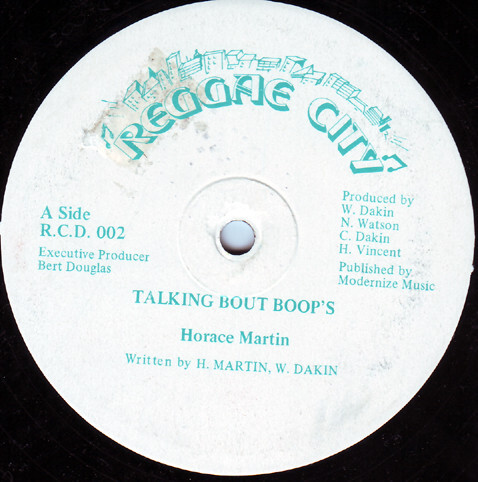 REGGAE CITY
A Side
R.C.D. 002
Executive Producer
Bert Douglas
Produced by
W. Dakin
N. Watson
C. Dakin
H. Vincent
Published by
Modernize Music
TALKING BOUT BOOP'S
Horace Martin
Written by H. MARTIN, W. DAKIN